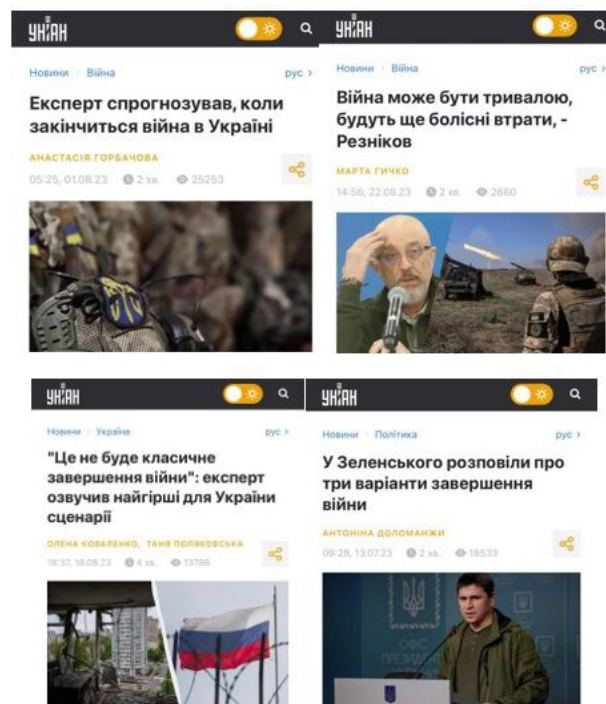 УНІАН
Новини Війна
рус >
Експерт спрогнозував, коли
закінчиться війна в Україні
АНАСТАСІЯ ГОРБАЧОВА
05:25, 01.08.23 2 хв. 25253
УНІАН
Новини Війна
рус >
Війна може бути тривалою,
будуть ще болісні втрати, -
Резніков
МАРТА ГИЧКО
14:56, 22.08.23 2 хв. 2660
УНІАН
Новини Україна
рус >
"Це не буде класичне
завершення війни": експерт
озвучив найгірші для України
сценарії
ОЛЕНА КОВАЛЕНКО, ТАНЯ ПОЛЯКОВСЬКА
18:37, 18.08.23 4 хв. 13786
УНІАН
Новини Політика
рус >
У Зеленського розповіли про
три варіанти завершення
війни
АНТОНІНА ДОЛОМАНЖИ
09:28, 13.07.23 2 хв. 18533
ОФІС
ПРЕЗИДЕН